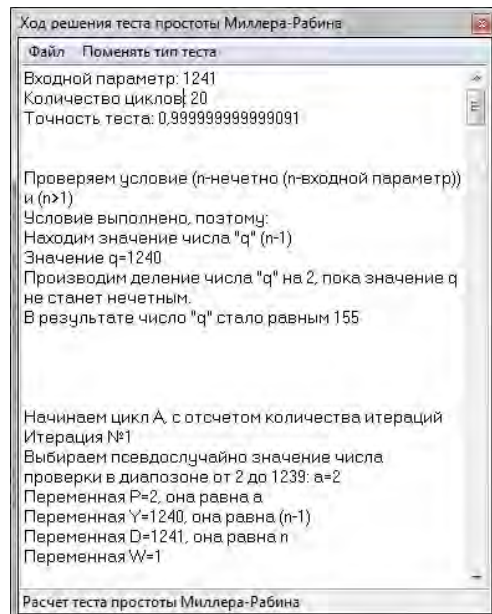 Ход решения теста простоты Миллера-Рабина
Файл Поменять тип теста
Входной параметр: 1241
Количество циклов: 20
Точность теста: 0,999999999999091
Проверяем условие (n-нечетно (n-входной параметр))
и (n>1)
Условие выполнено, поэтому:
Находим значение числа "q" (n-1)
Значение q=1240
Производим деление числа "q" на 2, пока значение q
не станет нечетным.
В результате число "q" стало равным 155
Начинаем цикл А, с отсчетом количества итераций
Итерация №1
Выбираем псевдослучайно значение числа
проверки в диапозоне от 2 до 1239: a=2
Переменная P=2, она равна a
Переменная Y=1240, она равна (n-1)
Переменная D=1241, она равна n
Переменная W=1
Расчет теста простоты Миллера-Рабина